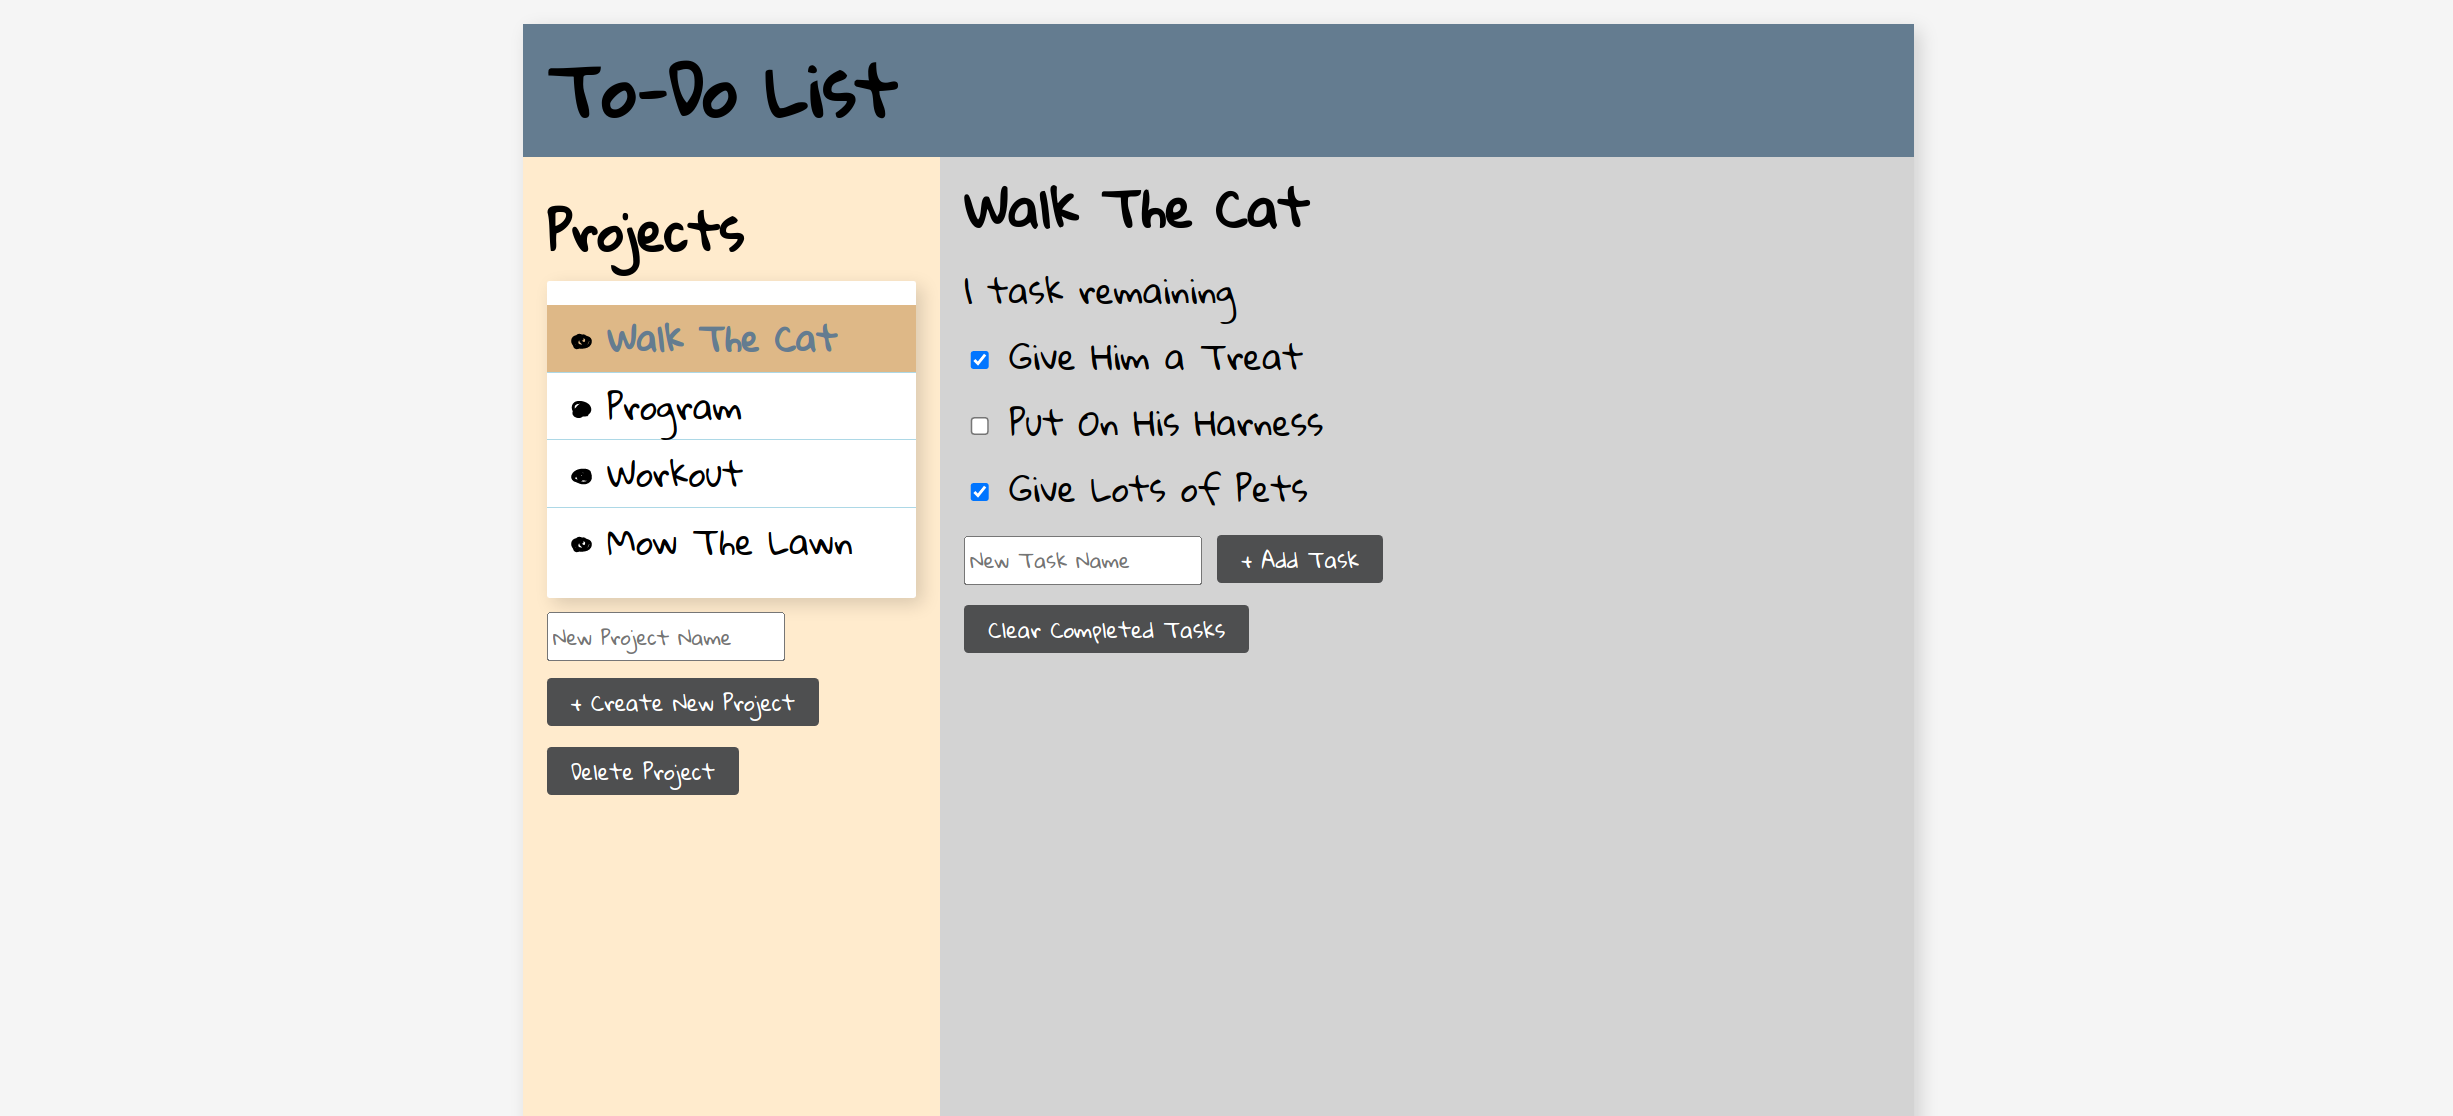 To-Do List
Projects
Walk The Cat
Program
Workout
Mow The Lawn
New Project Name
+ Create New Project
Delete Project
Walk The Cat
1 task remaining
Give Him a Treat
Put On His Harness
Give Lots of Pets
New Task Name
+ Add Task
Clear Completed Tasks